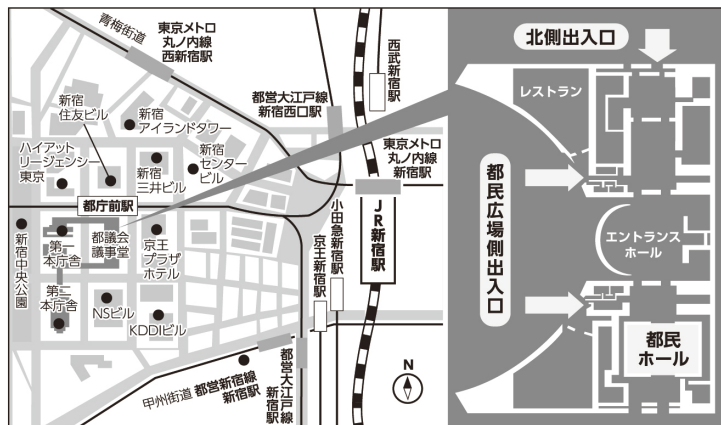 青梅街道
東京メトロ
丸ノ内線
西新宿駅
西武新宿駅
都営大江戸線
新宿西口駅
新宿
住友ビル
新宿
アイランドタワー
ハイアット
リージェンシー
東京
新宿
三井ビル
新宿
センター
ビル
東京メトロ
丸ノ内線
新宿駅
都庁前駅
JR新宿駅
小田急新宿駅
京王新宿駅
新宿中央公園
第一
本庁舎
都議会
議事堂
京王
プラザ
ホテル
第二
本庁舎
NSビル
KDDIビル
甲州街道
都営新宿線
新宿駅
都営大江戸線
新宿駅
N
北側出入口
レストラン
都民広場側出入口
エントランス
ホール
都民
ホール